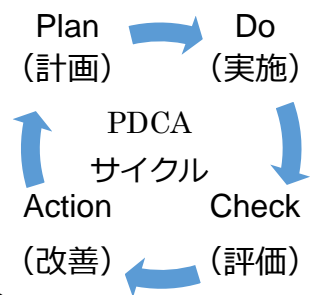 Plan
（計画）
Do
（実施）
PDCA
サイクル
Action
（改善）
Check
（評価）